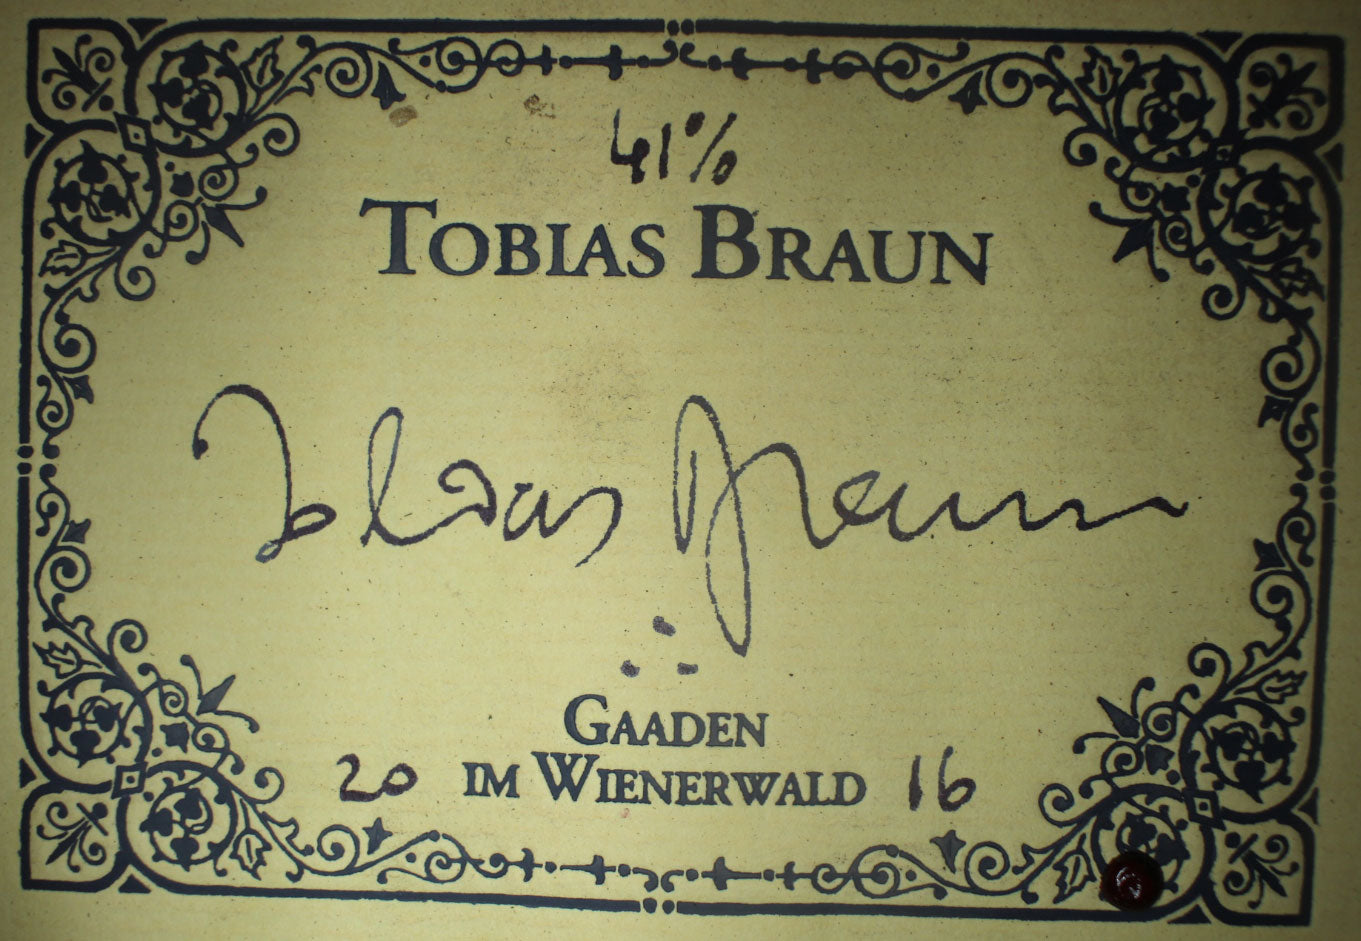 41%
TOBIAS BRAUN
Tobias Braun
GAADEN
20 IM WIENERWALD 16